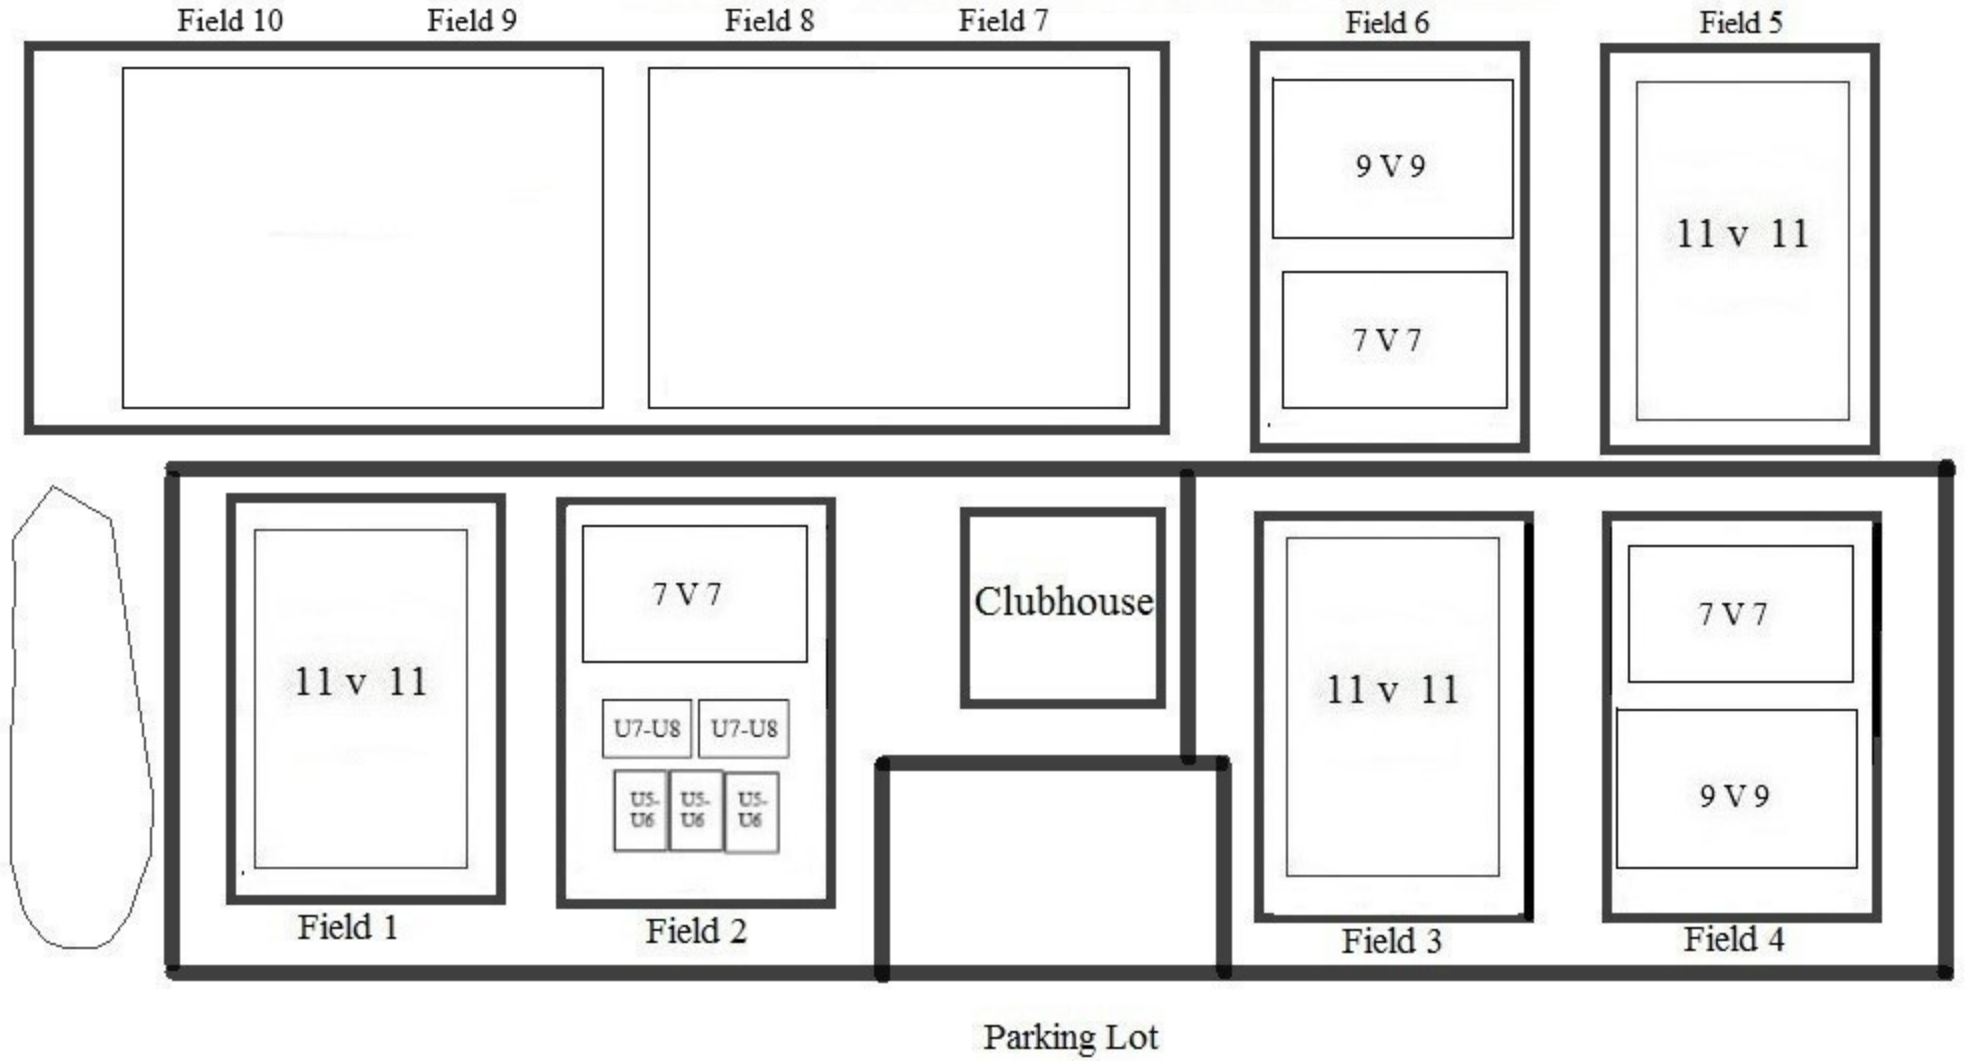 Field 10
Field 9
Field 8
Field 7
Field 6
Field 5
9 V 9
7 V 7
11 v 11
11 v 11
7 V 7
U7-U8
U7-U8
U5-
U6
U5-
U6
U5-
U6
Clubhouse
11 v 11
7 V 7
9 V 9
Field 1
Field 2
Field 3
Field 4
Parking Lot